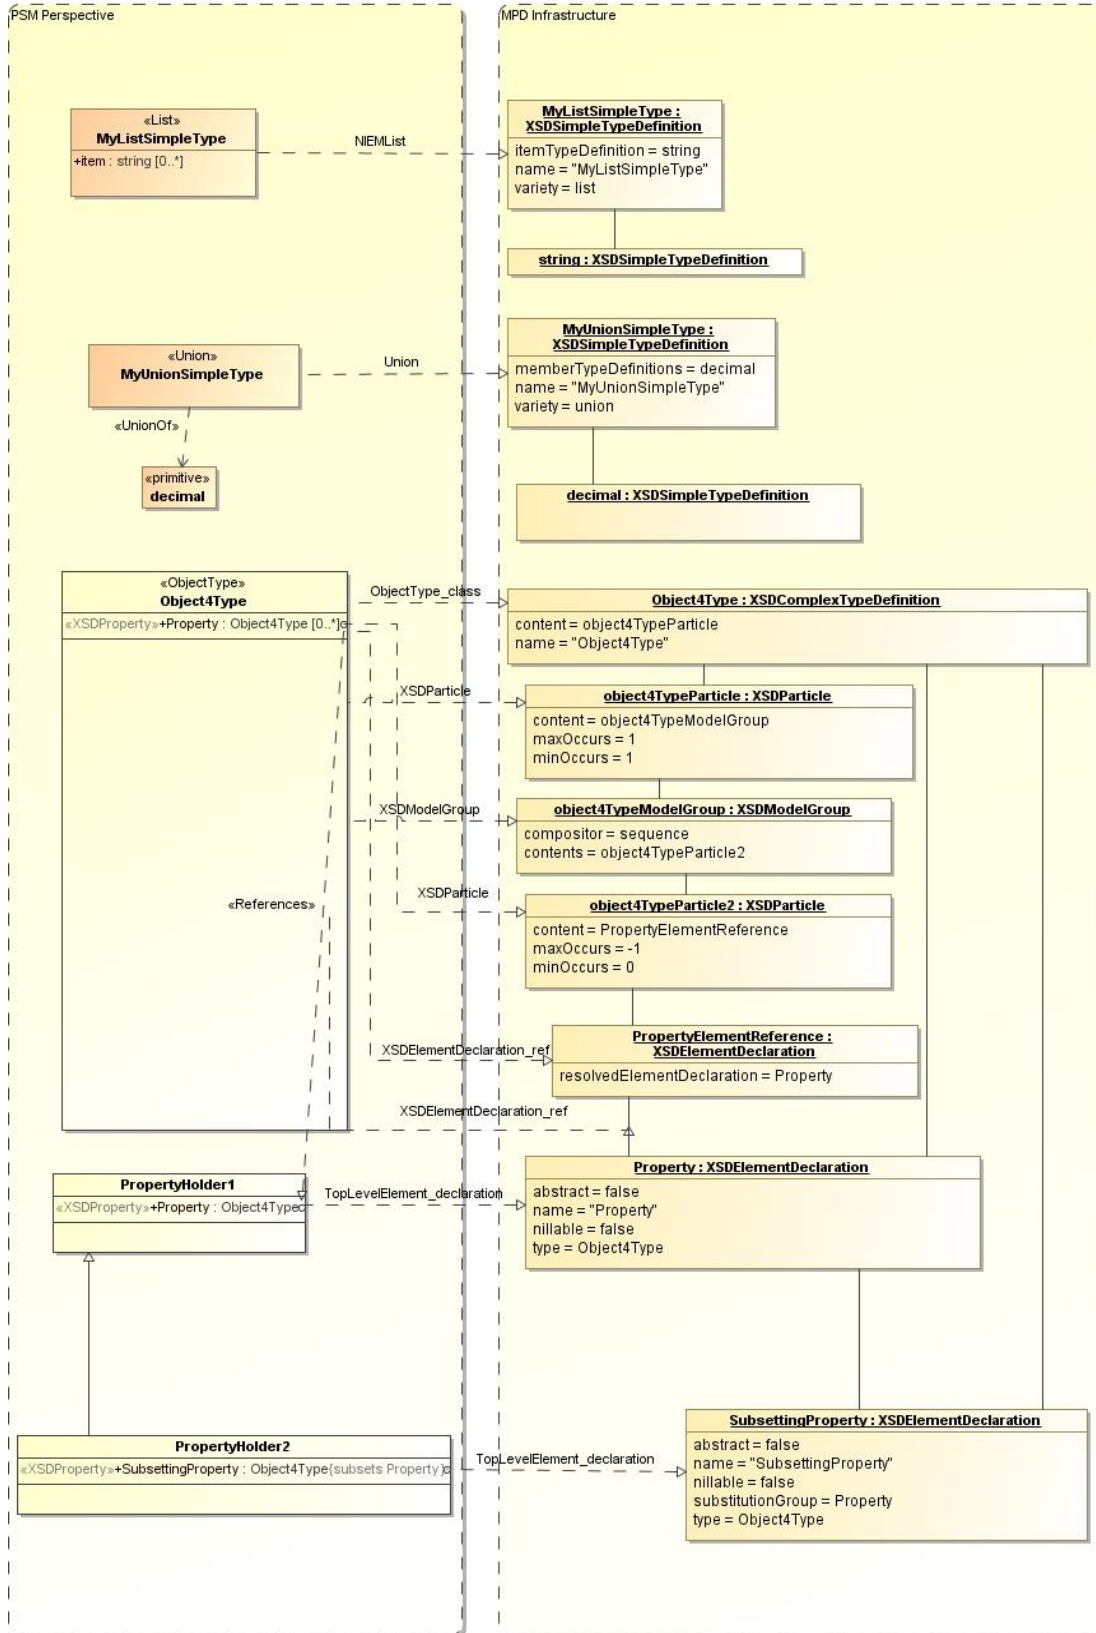 PSM Perspective
MPD Infrastructure
«List»
MyListSimpleType
+item : string [0..*]
NIEMList
MyListSimpleType :
XSDSimpleTypeDefinition
itemTypeDefinition = string
name = "MyListSimpleType"
variety = list
string : XSDSimpleTypeDefinition
«Union»
MyUnionSimpleType
Union
MyUnionSimpleType :
XSDSimpleTypeDefinition
memberTypeDefinitions = decimal
name = "MyUnionSimpleType"
variety = union
«UnionOf»
«primitive»
decimal
decimal : XSDSimpleTypeDefinition
«ObjectType»
Object4Type
«XSDProperty»+Property : Object4Type [0..*]
ObjectType_class
Object4Type : XSDComplexTypeDefinition
content = object4TypeParticle
name = "Object4Type"
XSDParticle
object4TypeParticle : XSDParticle
content = object4TypeModelGroup
maxOccurs = 1
minOccurs = 1
XSDModelGroup
object4TypeModelGroup : XSDModelGroup
compositor = sequence
contents = object4TypeParticle2
XSDParticle
«References»
object4TypeParticle2 : XSDParticle
content = PropertyElementReference
maxOccurs = -1
minOccurs = 0
XSDElementDeclaration_ref
PropertyElementReference :
XSDElementDeclaration
resolvedElementDeclaration = Property
XSDElementDeclaration_ref
PropertyHolder1
«XSDProperty»+Property : Object4Type
TopLevelElement_declaration
Property : XSDElementDeclaration
abstract = false
name = "Property"
nillable = false
type = Object4Type
PropertyHolder2
«XSDProperty»+SubsettingProperty : Object4Type{subsets Property}
TopLevelElement_declaration
SubsettingProperty : XSDElementDeclaration
abstract = false
name = "SubsettingProperty"
nillable = false
substitutionGroup = Property
type = Object4Type